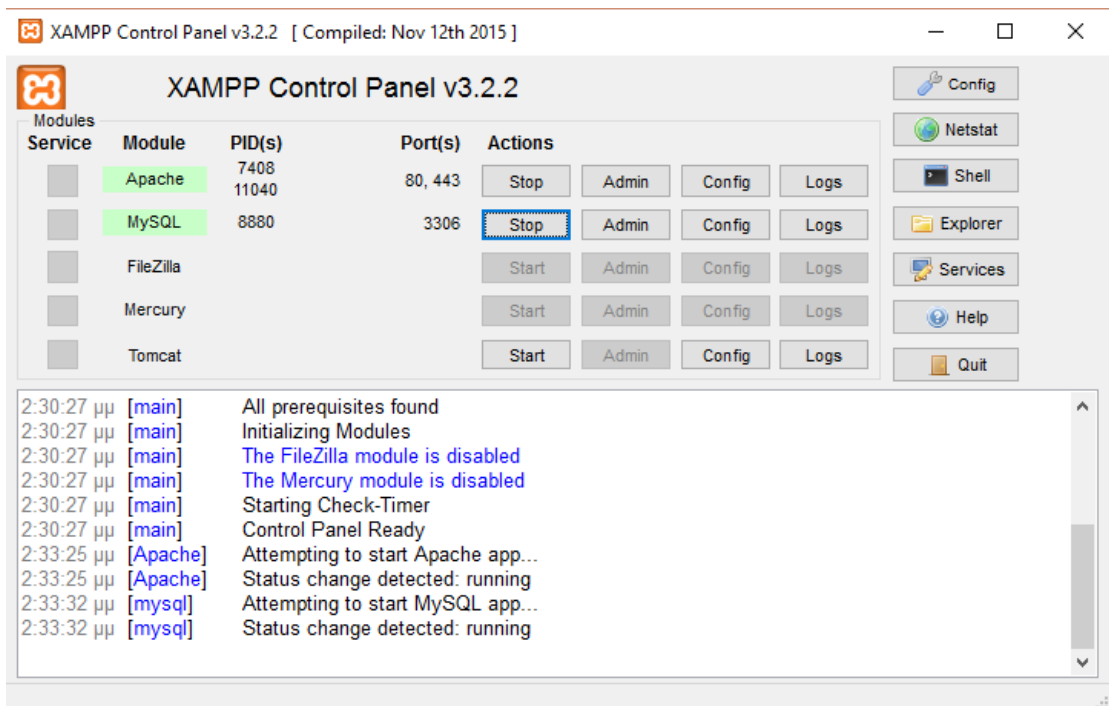 XAMPP Control Panel v3.2.2 [ Compiled: Nov 12th 2015 ]
XAMPP Control Panel v3.2.2
Config
Modules
Service Module PID(s) Port(s) Actions
Netstat
Apache 7408 11040 80, 443 Stop Admin Config Logs
Shell
MySQL 8880 3306 Stop Admin Config Logs
Explorer
FileZilla Start Admin Config Logs
Services
Mercury Start Admin Config Logs
Help
Tomcat Start Admin Config Logs
Quit
2:30:27 μμ [main] All prerequisites found
2:30:27 μμ [main] Initializing Modules
2:30:27 μμ [main] The FileZilla module is disabled
2:30:27 μμ [main] The Mercury module is disabled
2:30:27 μμ [main] Starting Check-Timer
2:30:27 μμ [main] Control Panel Ready
2:33:25 μμ [Apache] Attempting to start Apache app...
2:33:25 μμ [Apache] Status change detected: running
2:33:32 μμ [mysql] Attempting to start MySQL app...
2:33:32 μμ [mysql] Status change detected: running